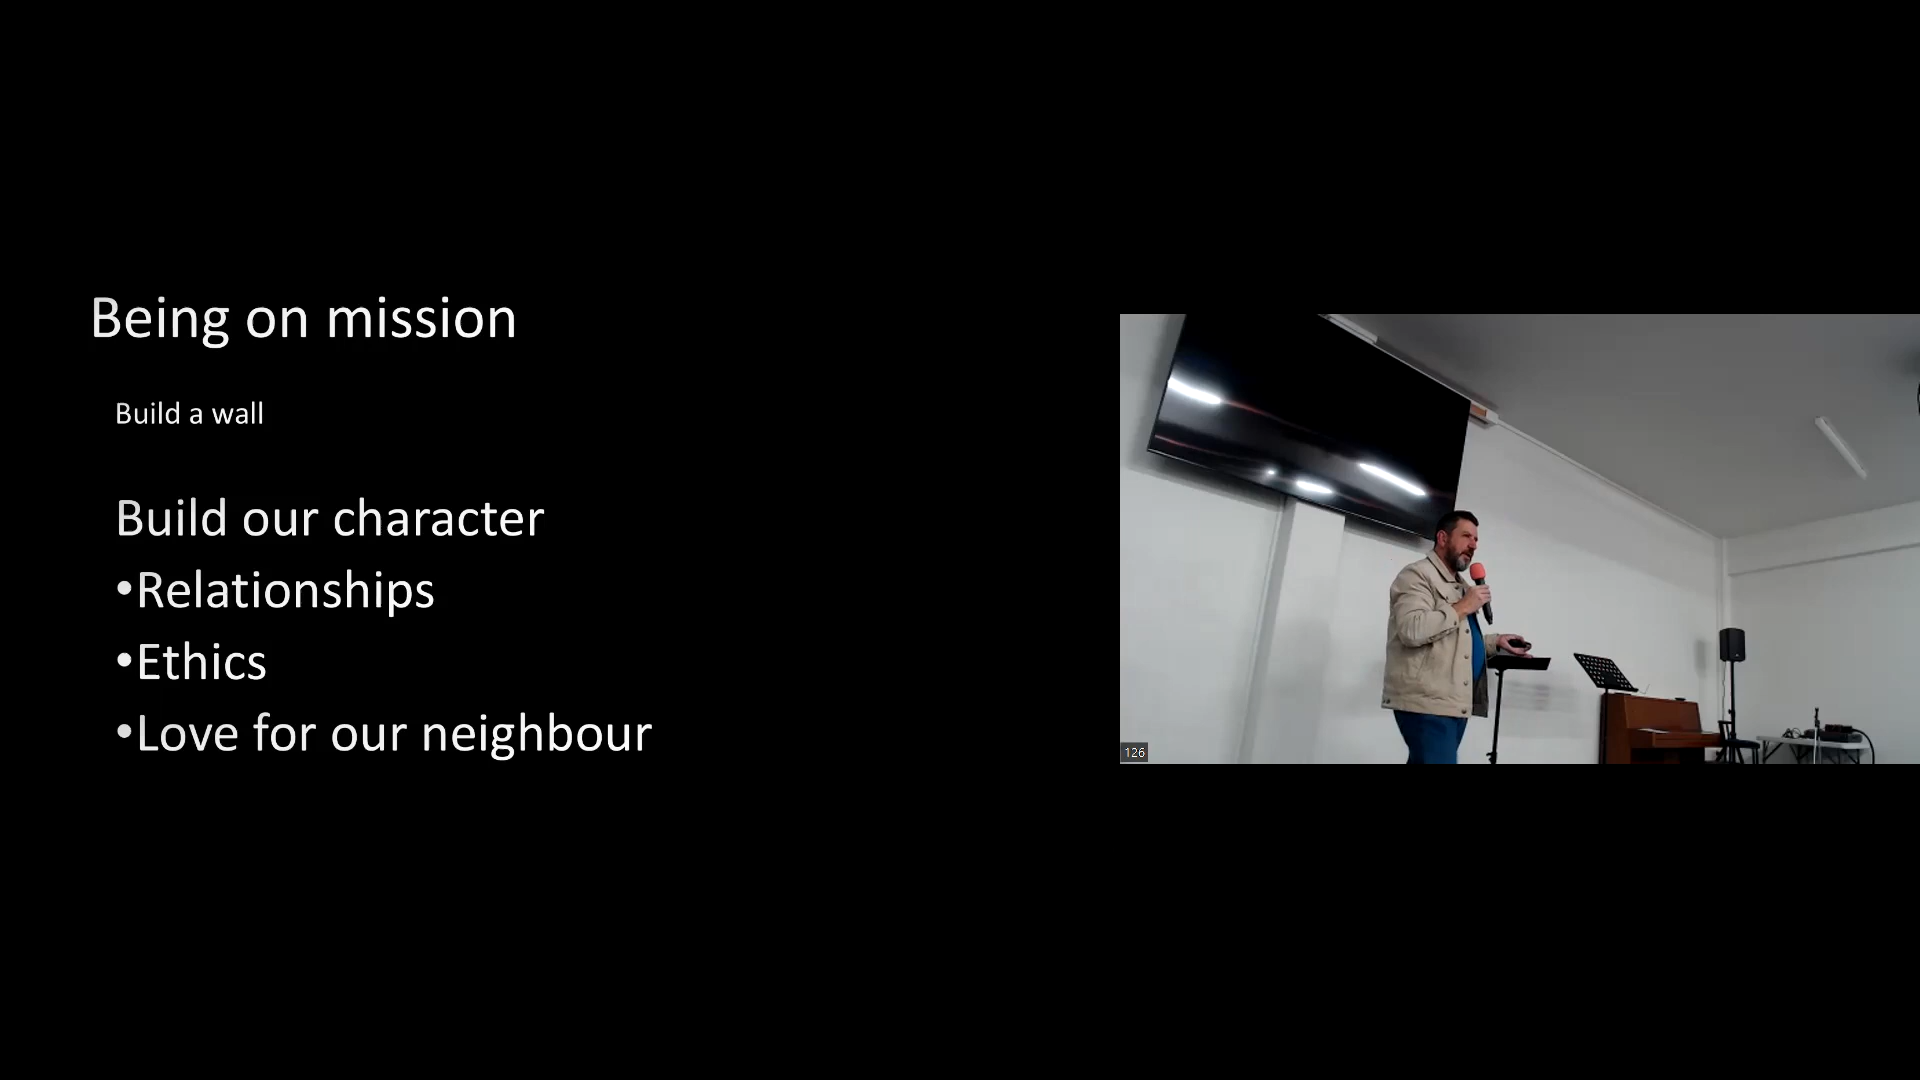 Being on mission
Build a wall
Build our character
•Relationships
•Ethics
•Love for our neighbour
126